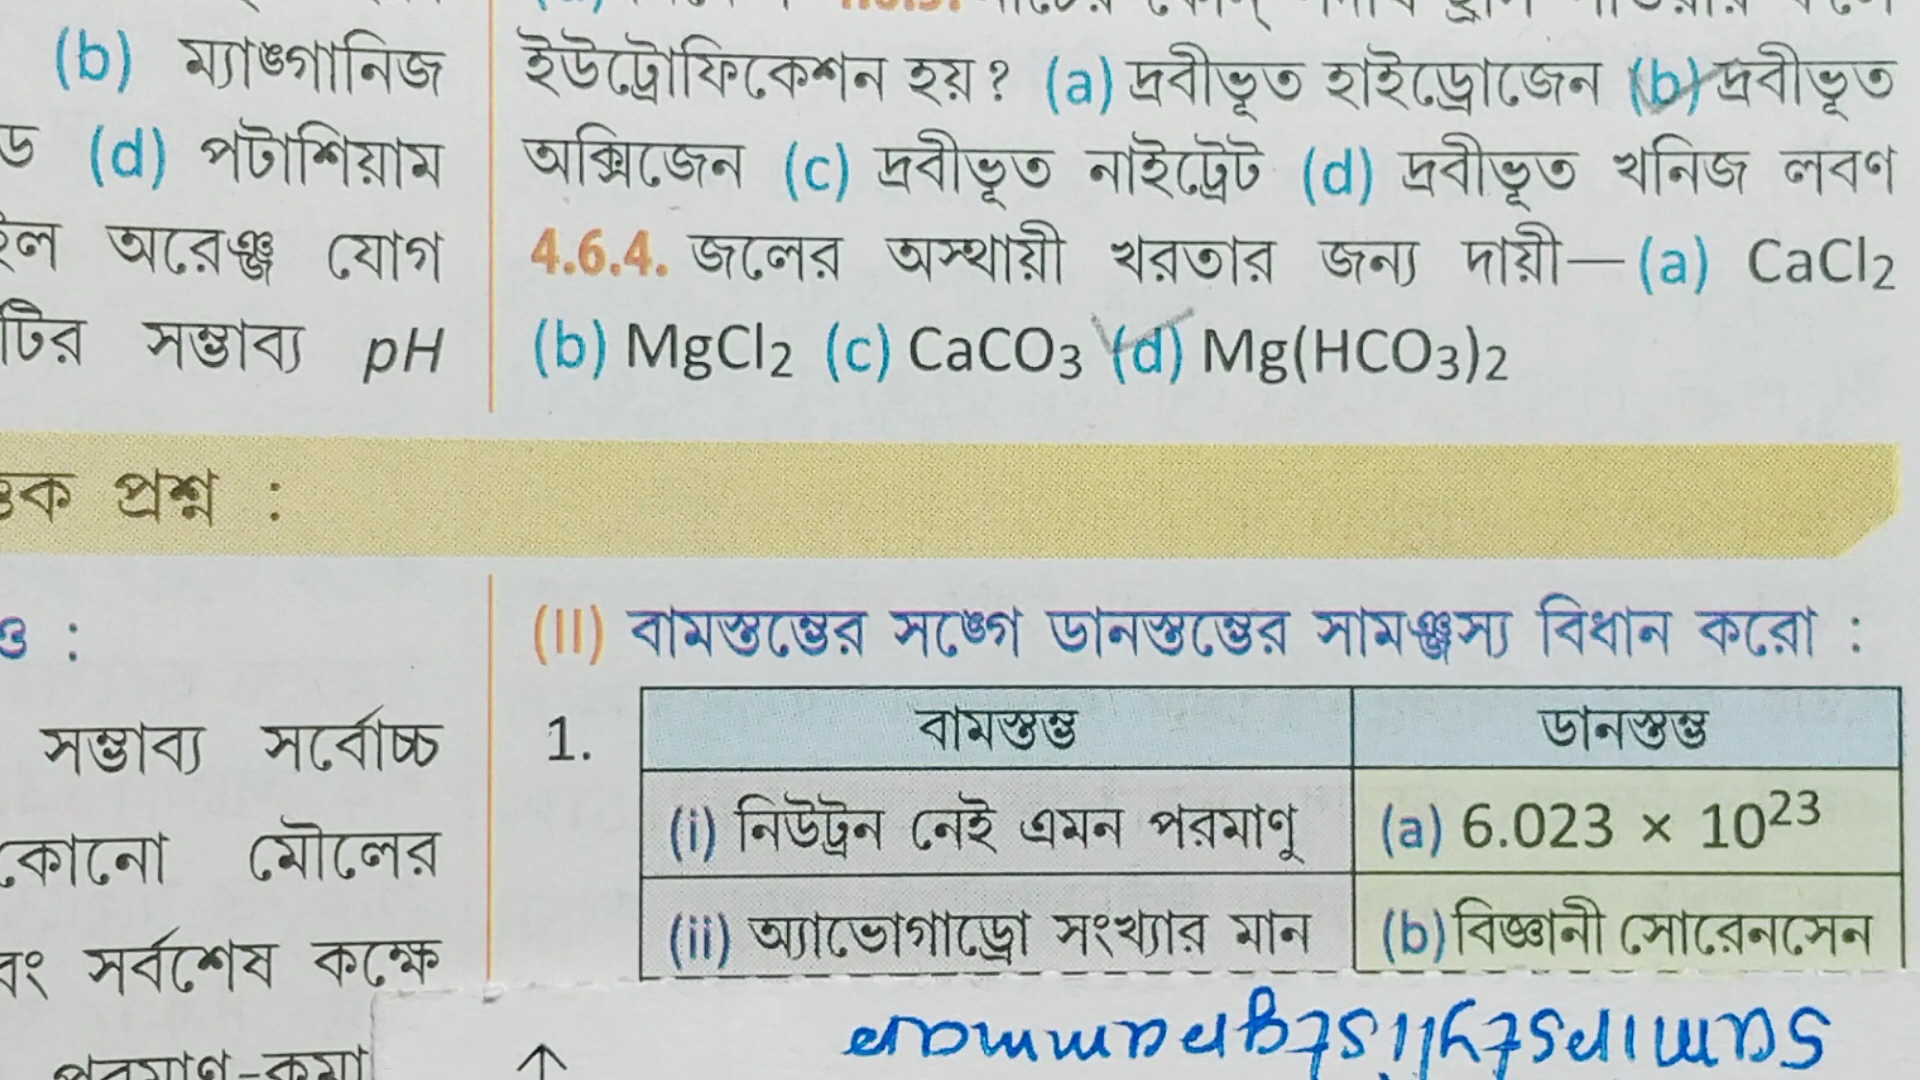 (b) ম্যাঙ্গানিজ
ড (d) পটাশিয়াম
ইল অরেঞ্জ যোগ
টির সম্ভাব্য pH
ইউট্রোফিকেশন হয়? (a) দ্রবীভূত হাইড্রোজেন (b) দ্রবীভূত
অক্সিজেন (c) দ্রবীভূত নাইট্রেট (d) দ্রবীভূত খনিজ লবণ
4.6.4. জলের অস্থায়ী খরতার জন্য দায়ী—(a) CaCl2
(b) MgCl2 (c) CaCO3 (d) Mg(HCO3)2
প্রশ্ন :
ও :
সম্ভাব্য সর্বোচ্চ
কোনো মৌলের
বং সর্বশেষ কক্ষে
(II) বামস্তম্ভের সঙ্গে ডানস্তম্ভের সামঞ্জস্য বিধান করো :
1. বামস্তম্ভ ডানস্তম্ভ
(i) নিউট্রন নেই এমন পরমাণু (a) 6.023 × 10²³
(ii) অ্যাভোগাড্রো সংখ্যার মান (b) বিজ্ঞানী সোরেনসেন